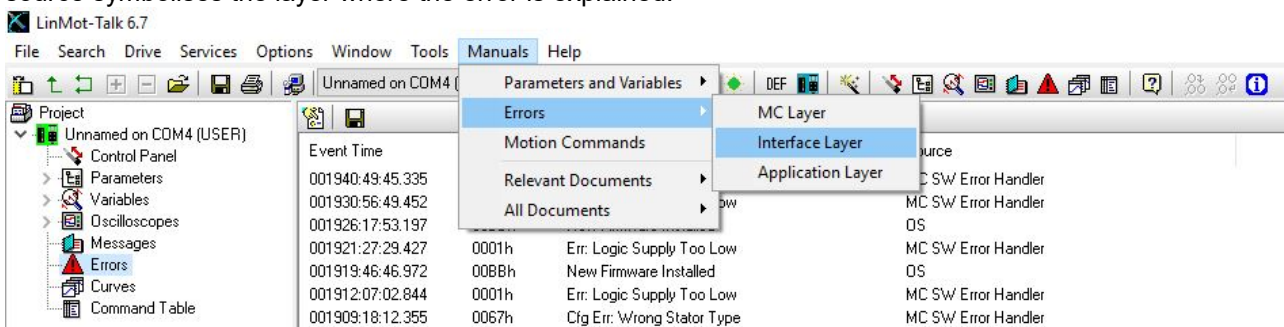 source symbolises the layer where the error is explained.
LinMot-Talk 6.7
File Search Drive Services Options Window Tools Manuals Help
Unnamed on COM4 ( DEF
Parameters and Variables
Errors
Motion Commands
Relevant Documents
All Documents
MC Layer
Interface Layer
Application Layer
Project
Unnamed on COM4 (USER)
Control Panel
Parameters
Variables
Oscilloscopes
Messages
Errors
Curves
Command Table
Event Time
001940:49:45.335 MC SW Error Handler
001930:56:49.452 MC SW Error Handler
001926:17:53.197 OS
001921:27:29.427 0001h Err: Logic Supply Too Low MC SW Error Handler
001919:46:46.972 00BBh New Firmware Installed OS
001912:07:02.844 0001h Err: Logic Supply Too Low MC SW Error Handler
001909:18:12.355 0067h Cfg Err: Wrong Stator Type MC SW Error Handler